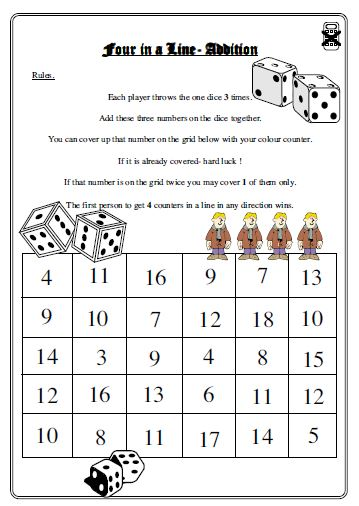 Four in a Line - Addition
Rules.
Each player throws the one dice 3 times.
Add these three numbers on the dice together.
You can cover up that number on the grid below with your colour counter.
If it is already covered- hard luck !
If that number is on the grid twice you may cover 1 of them only.
The first person to get 4 counters in a line in any direction wins.
4 11 16 9 7 13
9 10 7 12 18 10
14 3 9 4 8 15
12 16 13 6 11 12
10 8 11 17 14 5